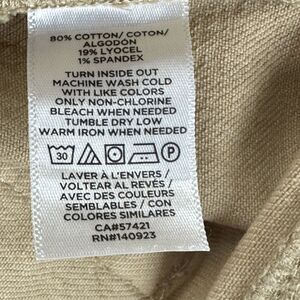 80% COTTON/ COTON/
ALGODÓN
19% LYOCEL
1% SPANDEX
TURN INSIDE OUT
MACHINE WASH COLD
WITH LIKE COLORS
ONLY NON-CHLORINE
BLEACH WHEN NEEDED
TUMBLE DRY LOW
WARM IRON WHEN NEEDED
30 P
LAVER À L'ENVERS /
VOLTEAR AL REVÉS /
AVEC DES COULEURS
SEMBLABLES / CON
COLORES SIMILARES
CA#57421
RN#140923